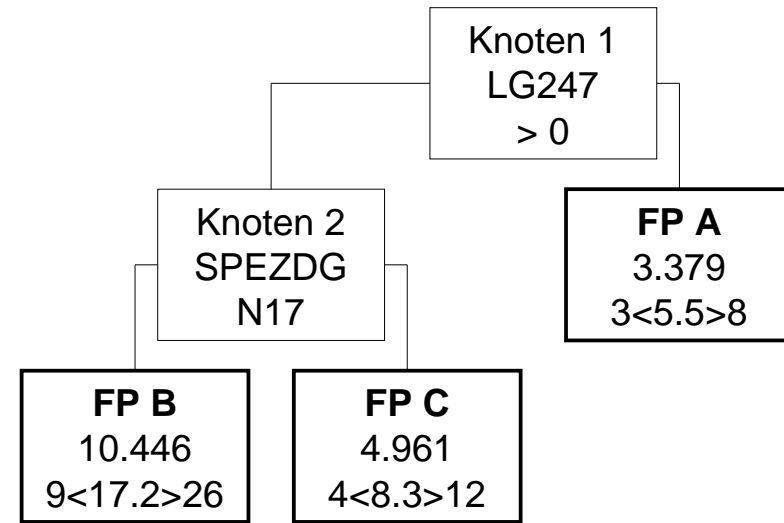 Knoten 1
LG247
> 0
Knoten 2
SPEZDG
N17
FP A
3.379
3<5.5>8
FP B
10.446
9<17.2>26
FP C
4.961
4<8.3>12